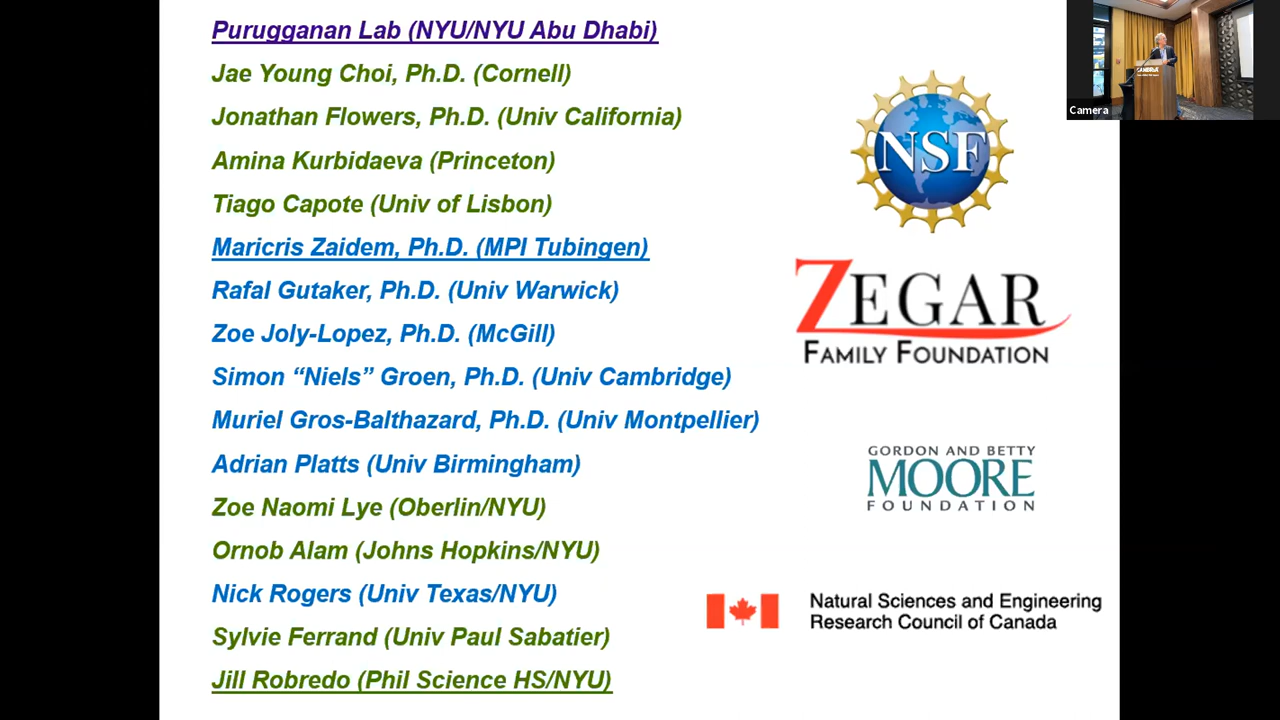 Purugganan Lab (NYU/NYU Abu Dhabi)
Jae Young Choi, Ph.D. (Cornell)
Jonathan Flowers, Ph.D. (Univ California)
Amina Kurbidaeva (Princeton)
Tiago Capote (Univ of Lisbon)
Maricris Zaidem, Ph.D. (MPI Tubingen)
Rafal Gutaker, Ph.D. (Univ Warwick)
Zoe Joly-Lopez, Ph.D. (McGill)
Simon “Niels” Groen, Ph.D. (Univ Cambridge)
Muriel Gros-Balthazard, Ph.D. (Univ Montpellier)
Adrian Platts (Univ Birmingham)
Zoe Naomi Lye (Oberlin/NYU)
Ornob Alam (Johns Hopkins/NYU)
Nick Rogers (Univ Texas/NYU)
Sylvie Ferrand (Univ Paul Sabatier)
Jill Robredo (Phil Science HS/NYU)
NSF
ZEGAR
FAMILY FOUNDATION
GORDON AND BETTY
MOORE
FOUNDATION
Natural Sciences and Engineering
Research Council of Canada
Camera